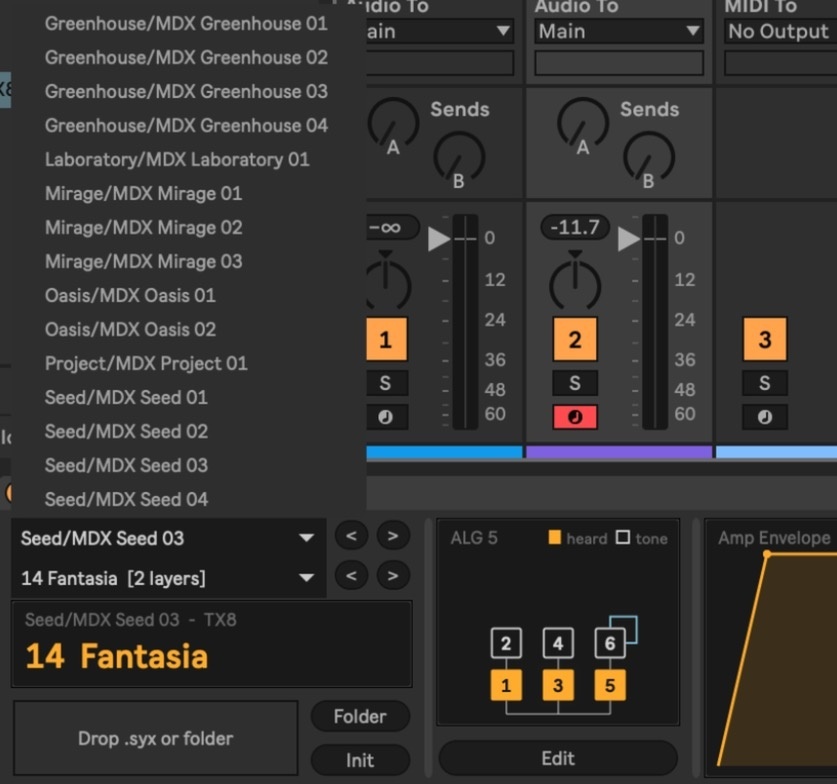 Greenhouse/MDX Greenhouse 01
Greenhouse/MDX Greenhouse 02
Greenhouse/MDX Greenhouse 03
Greenhouse/MDX Greenhouse 04
Laboratory/MDX Laboratory 01
Mirage/MDX Mirage 01
Mirage/MDX Mirage 02
Mirage/MDX Mirage 03
Oasis/MDX Oasis 01
Oasis/MDX Oasis 02
Project/MDX Project 01
Seed/MDX Seed 01
Seed/MDX Seed 02
Seed/MDX Seed 03
Seed/MDX Seed 04
Audio To
Main
Sends
A
B
-11.7
0
12
24
36
48
60
2
S
MIDI To
No Output
3
S
dio To
ain
Sends
A
B
-∞
0
12
24
36
48
60
1
S
Seed/MDX Seed 03
< >
14 Fantasia [2 layers]
< >
Seed/MDX Seed 03 - TX8
14 Fantasia
Drop .syx or folder
Folder
Init
ALG 5 heard tone
2 4 6
1 3 5
Edit
Amp Envelope